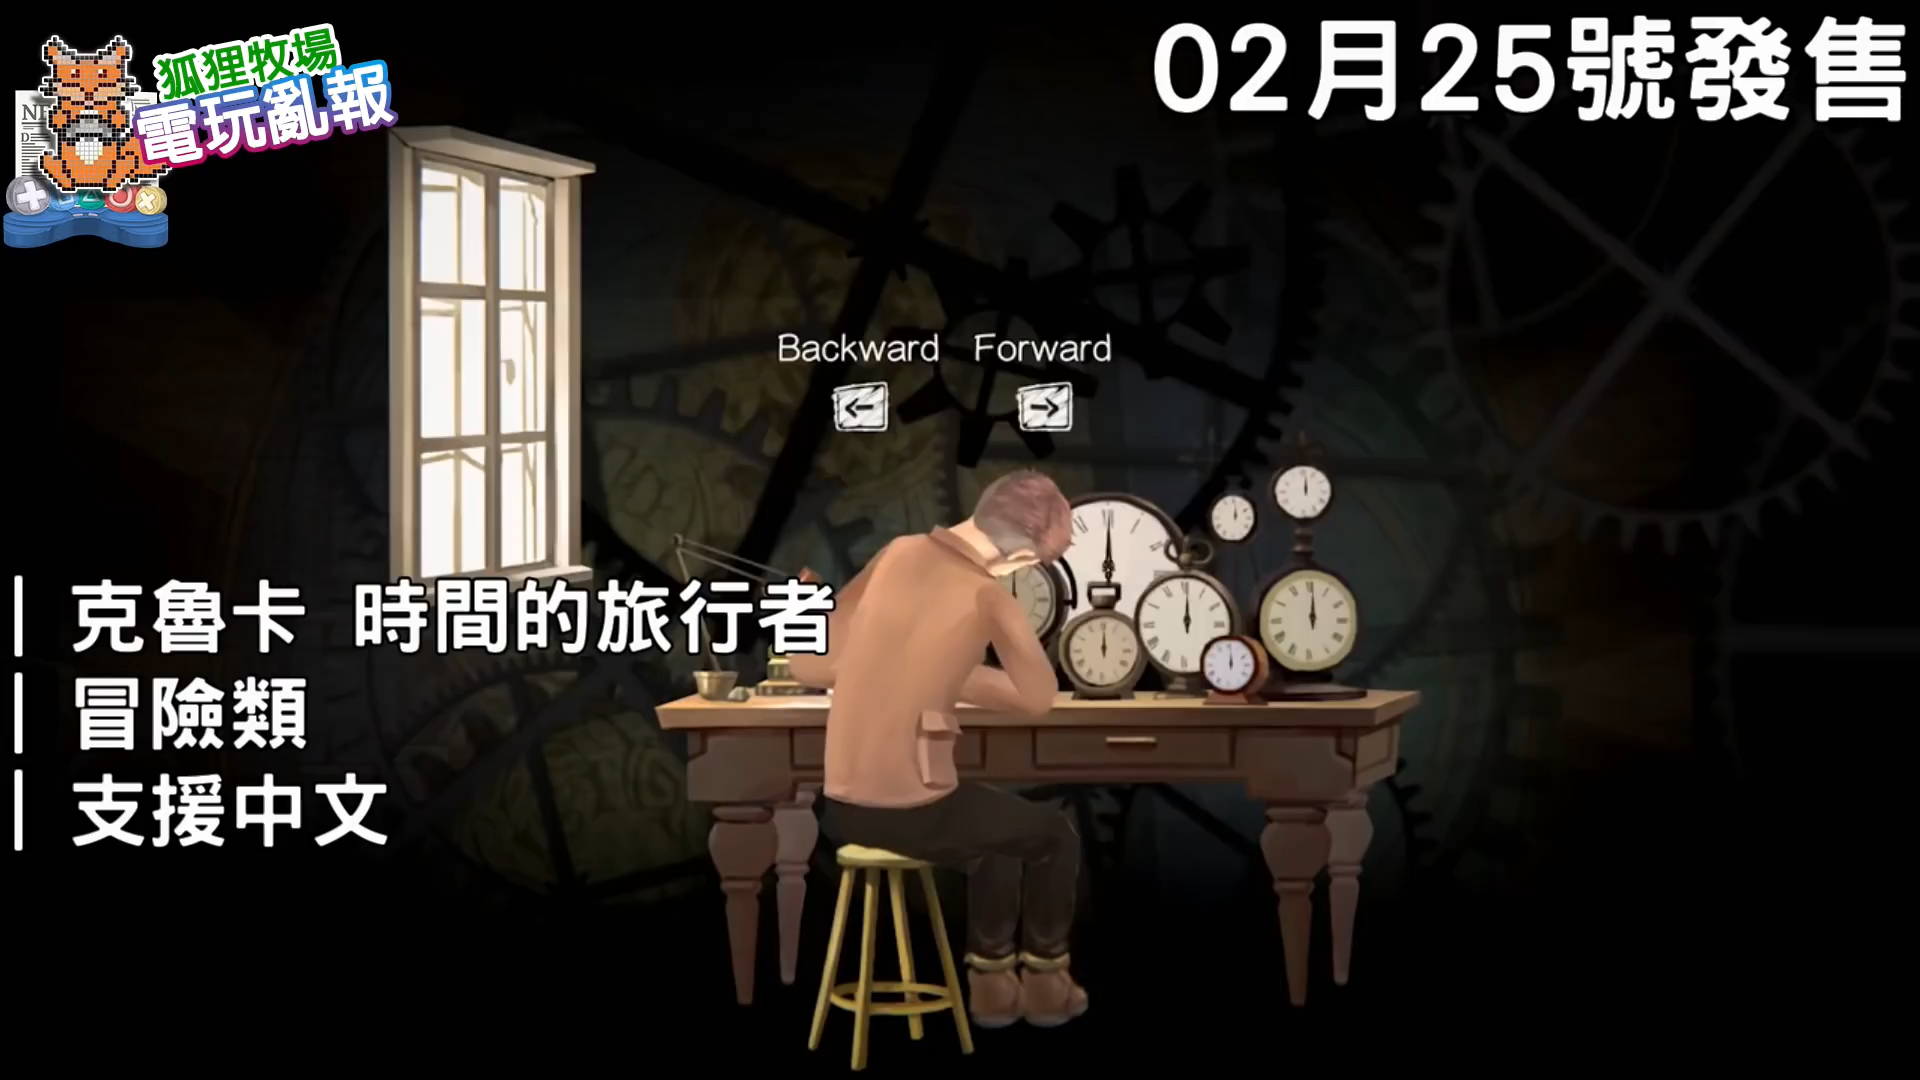 狐狸牧場
電玩亂報
02月25號發售
Backward Forward
克魯卡 時間的旅行者
冒險類
支援中文